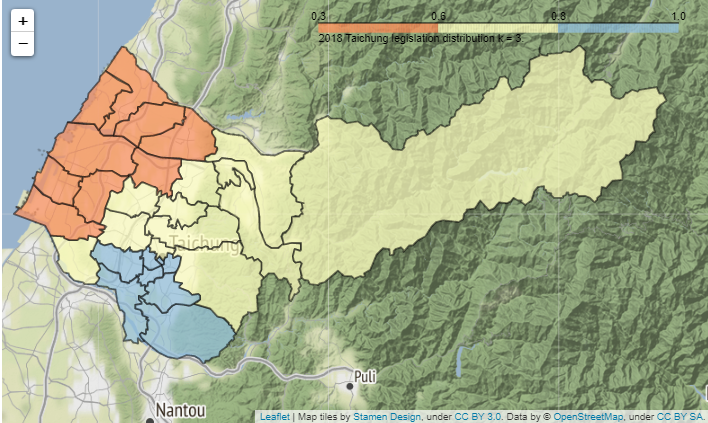 +
−
0.3 0.6 0.8 1.0
2018 Taichung legislation distribution k = 3
Taichung
Puli
Nantou
Leaflet | Map tiles by Stamen Design, under CC BY 3.0. Data by © OpenStreetMap, under CC BY SA.